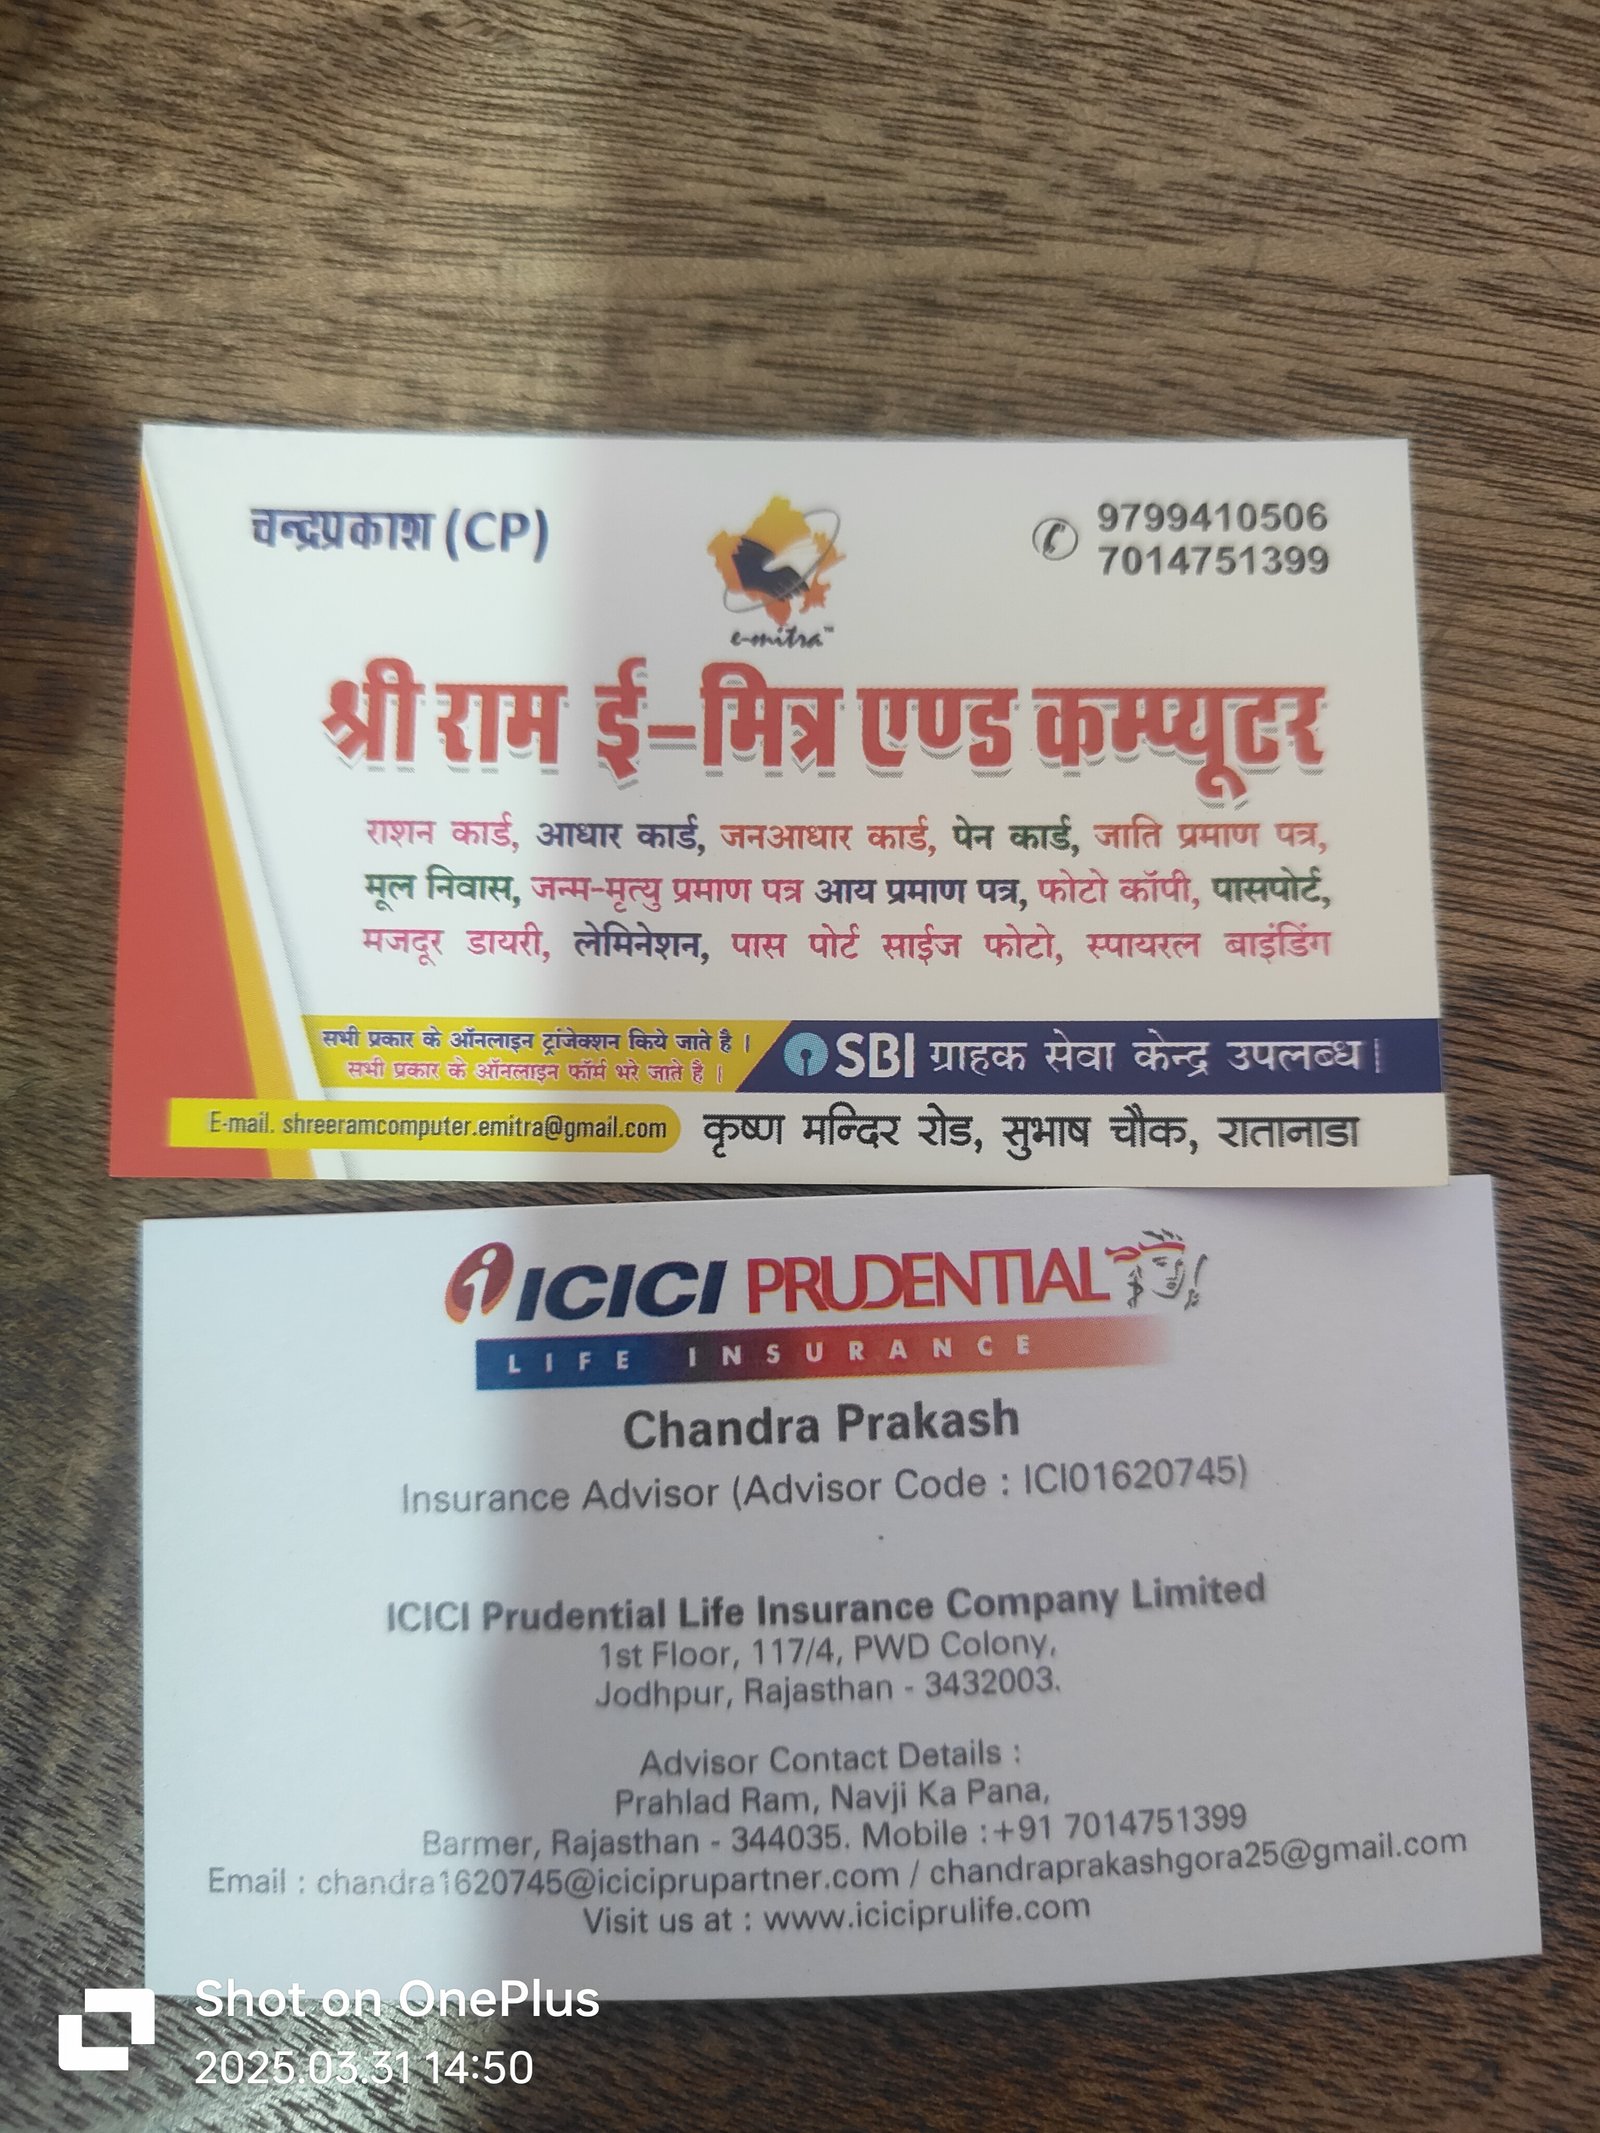 चन्द्रप्रकाश (CP)
e-mitra™
9799410506
7014751399
श्री राम ई-मित्र एण्ड कम्प्यूटर
राशन कार्ड, आधार कार्ड, जनआधार कार्ड, पेन कार्ड, जाति प्रमाण पत्र,
मूल निवास, जन्म-मृत्यु प्रमाण पत्र आय प्रमाण पत्र, फोटो कॉपी, पासपोर्ट,
मजदूर डायरी, लेमिनेशन, पास पोर्ट साईज फोटो, स्पायरल बाइंडिंग
सभी प्रकार के ऑनलाइन ट्रांजेक्शन किये जाते है ।
सभी प्रकार के ऑनलाइन फॉर्म भरे जाते है ।
SBI ग्राहक सेवा केन्द्र उपलब्ध।
E-mail. shreeramcomputer.emitra@gmail.com
कृष्ण मन्दिर रोड, सुभाष चौक, रातानाडा
ICICI PRUDENTIAL
LIFE INSURANCE
Chandra Prakash
Insurance Advisor (Advisor Code : ICI01620745)
ICICI Prudential Life Insurance Company Limited
1st Floor, 117/4, PWD Colony,
Jodhpur, Rajasthan - 3432003.
Advisor Contact Details :
Prahlad Ram, Navji Ka Pana,
Barmer, Rajasthan - 344035. Mobile :+91 7014751399
Email : chandra1620745@iciciprupartner.com / chandraprakashgora25@gmail.com
Visit us at : www.iciciprulife.com
Shot on OnePlus
2025.03.31 14:50